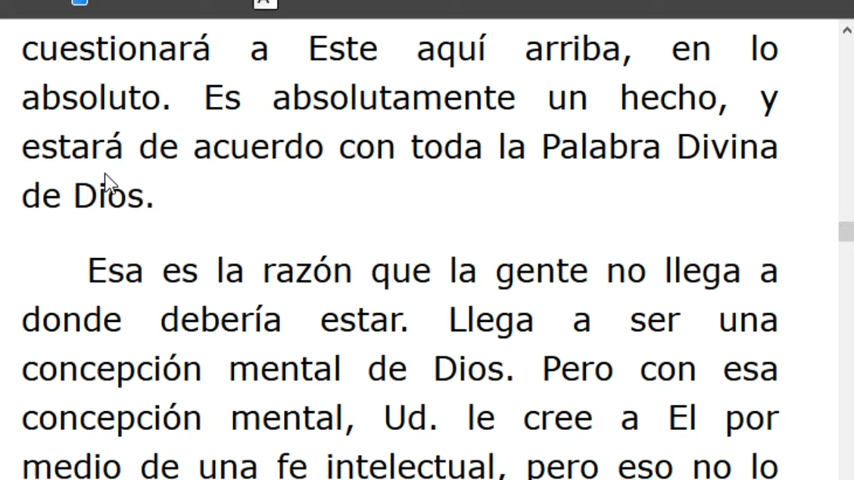 cuestionará a Este aquí arriba, en lo
absoluto. Es absolutamente un hecho, y
estará de acuerdo con toda la Palabra Divina
de Dios.
Esa es la razón que la gente no llega a
donde debería estar. Llega a ser una
concepción mental de Dios. Pero con esa
concepción mental, Ud. le cree a El por
medio de una fe intelectual, pero eso no lo